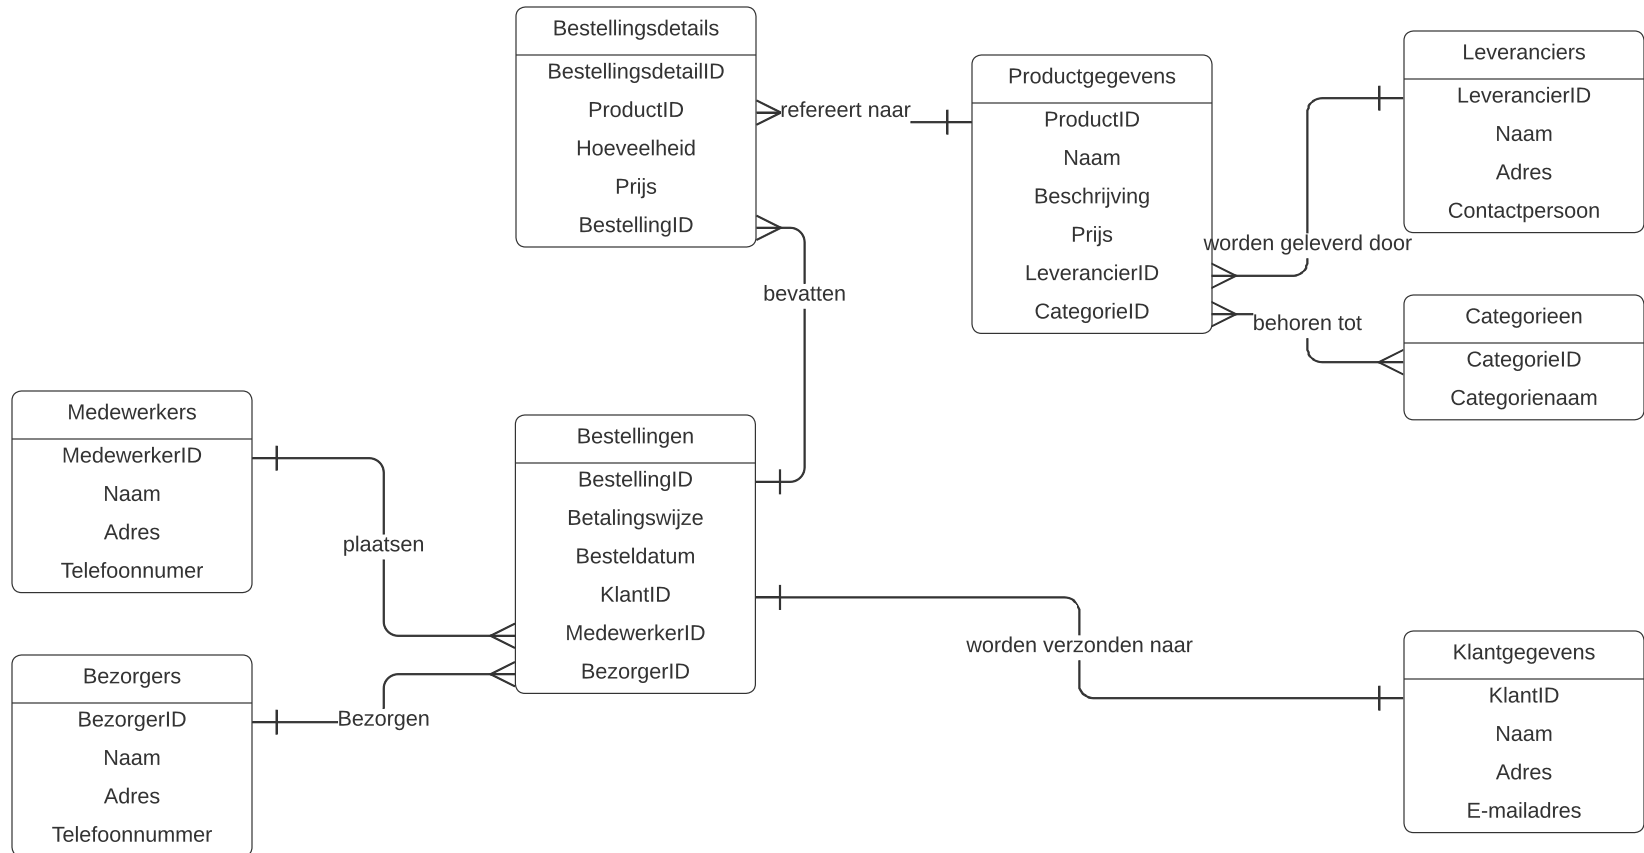 Bestellingsdetails
BestellingsdetailID
ProductID
Hoeveelheid
Prijs
BestellingID
refereert naar
Productgegevens
ProductID
Naam
Beschrijving
Prijs
LeverancierID
CategorieID
Leveranciers
LeverancierID
Naam
Adres
Contactpersoon
worden geleverd door
behoren tot
Categorieen
CategorieID
Categorienaam
bevatten
Medewerkers
MedewerkerID
Naam
Adres
Telefoonnumer
plaatsen
Bestellingen
BestellingID
Betalingswijze
Besteldatum
KlantID
MedewerkerID
BezorgerID
worden verzonden naar
Bezorgers
BezorgerID
Naam
Adres
Telefoonnummer
Bezorgen
Klantgegevens
KlantID
Naam
Adres
E-mailadres